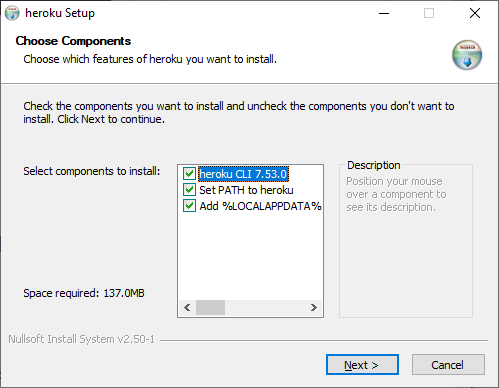 heroku Setup
Choose Components
Choose which features of heroku you want to install.
Check the components you want to install and uncheck the components you don't want to
install. Click Next to continue.
Select components to install:
heroku CLI 7.53.0
Set PATH to heroku
Add %LOCALAPPDATA%
Description
Position your mouse
over a component to
see its description.
Space required: 137.0MB
Nullsoft Install System v2.50-1
Next >
Cancel